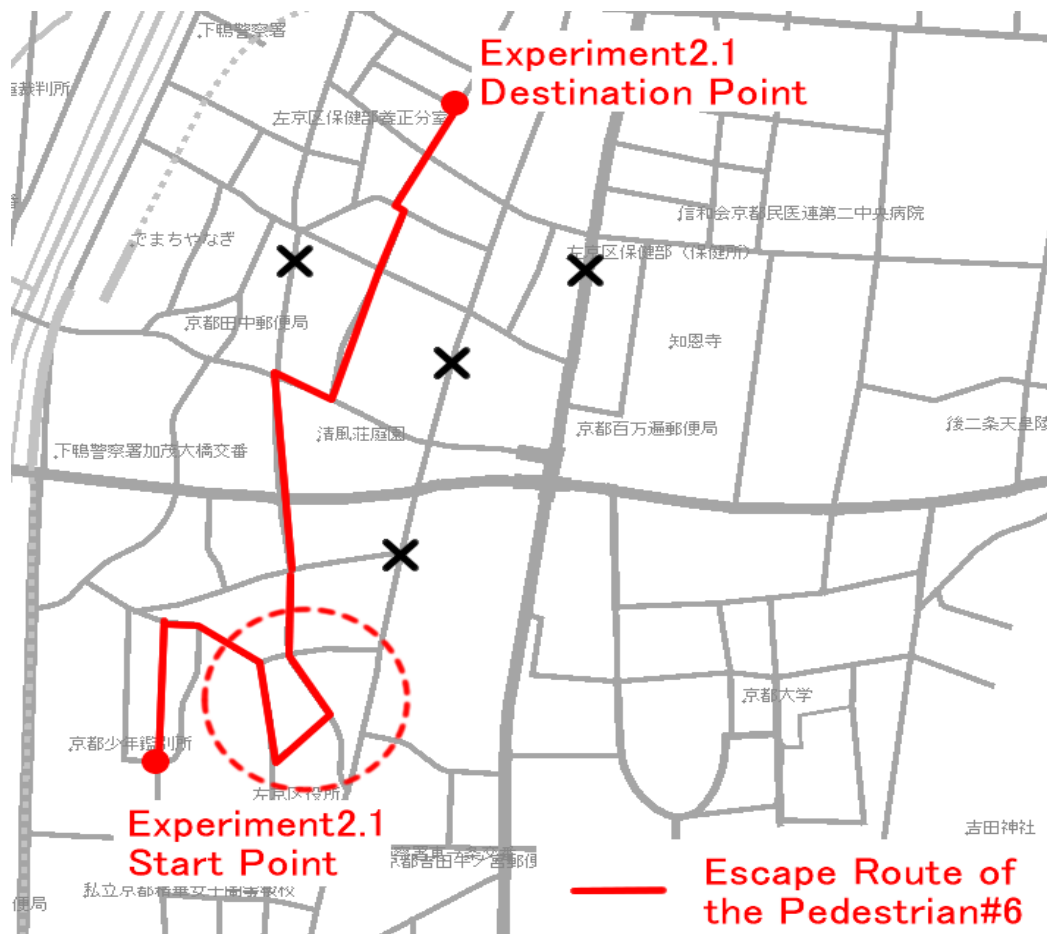 下鴨警察署
Experiment2.1
Destination Point
裁判所
左京区保健部養正分室
信和会京都民医連第二中央病院
でまちやなぎ
左京区保健部(保健所)
京都田中郵便局
知恩寺
清風荘庭園
京都百万遍郵便局
後二条天皇陵
下鴨警察署加茂大橋交番
京都大学
京都少年鑑別所
左京区役所
Experiment2.1
Start Point
吉田神社
Escape Route of
the Pedestrian#6
便局